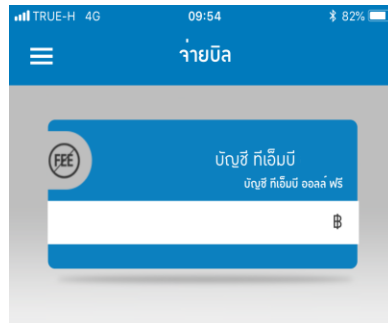 TRUE-H 4G 09:54 82%
จ่ายบิล
FEE
บัญชี ทีเอ็มบี
บัญชี ทีเอ็มบี ออลล์ ฟรี
฿